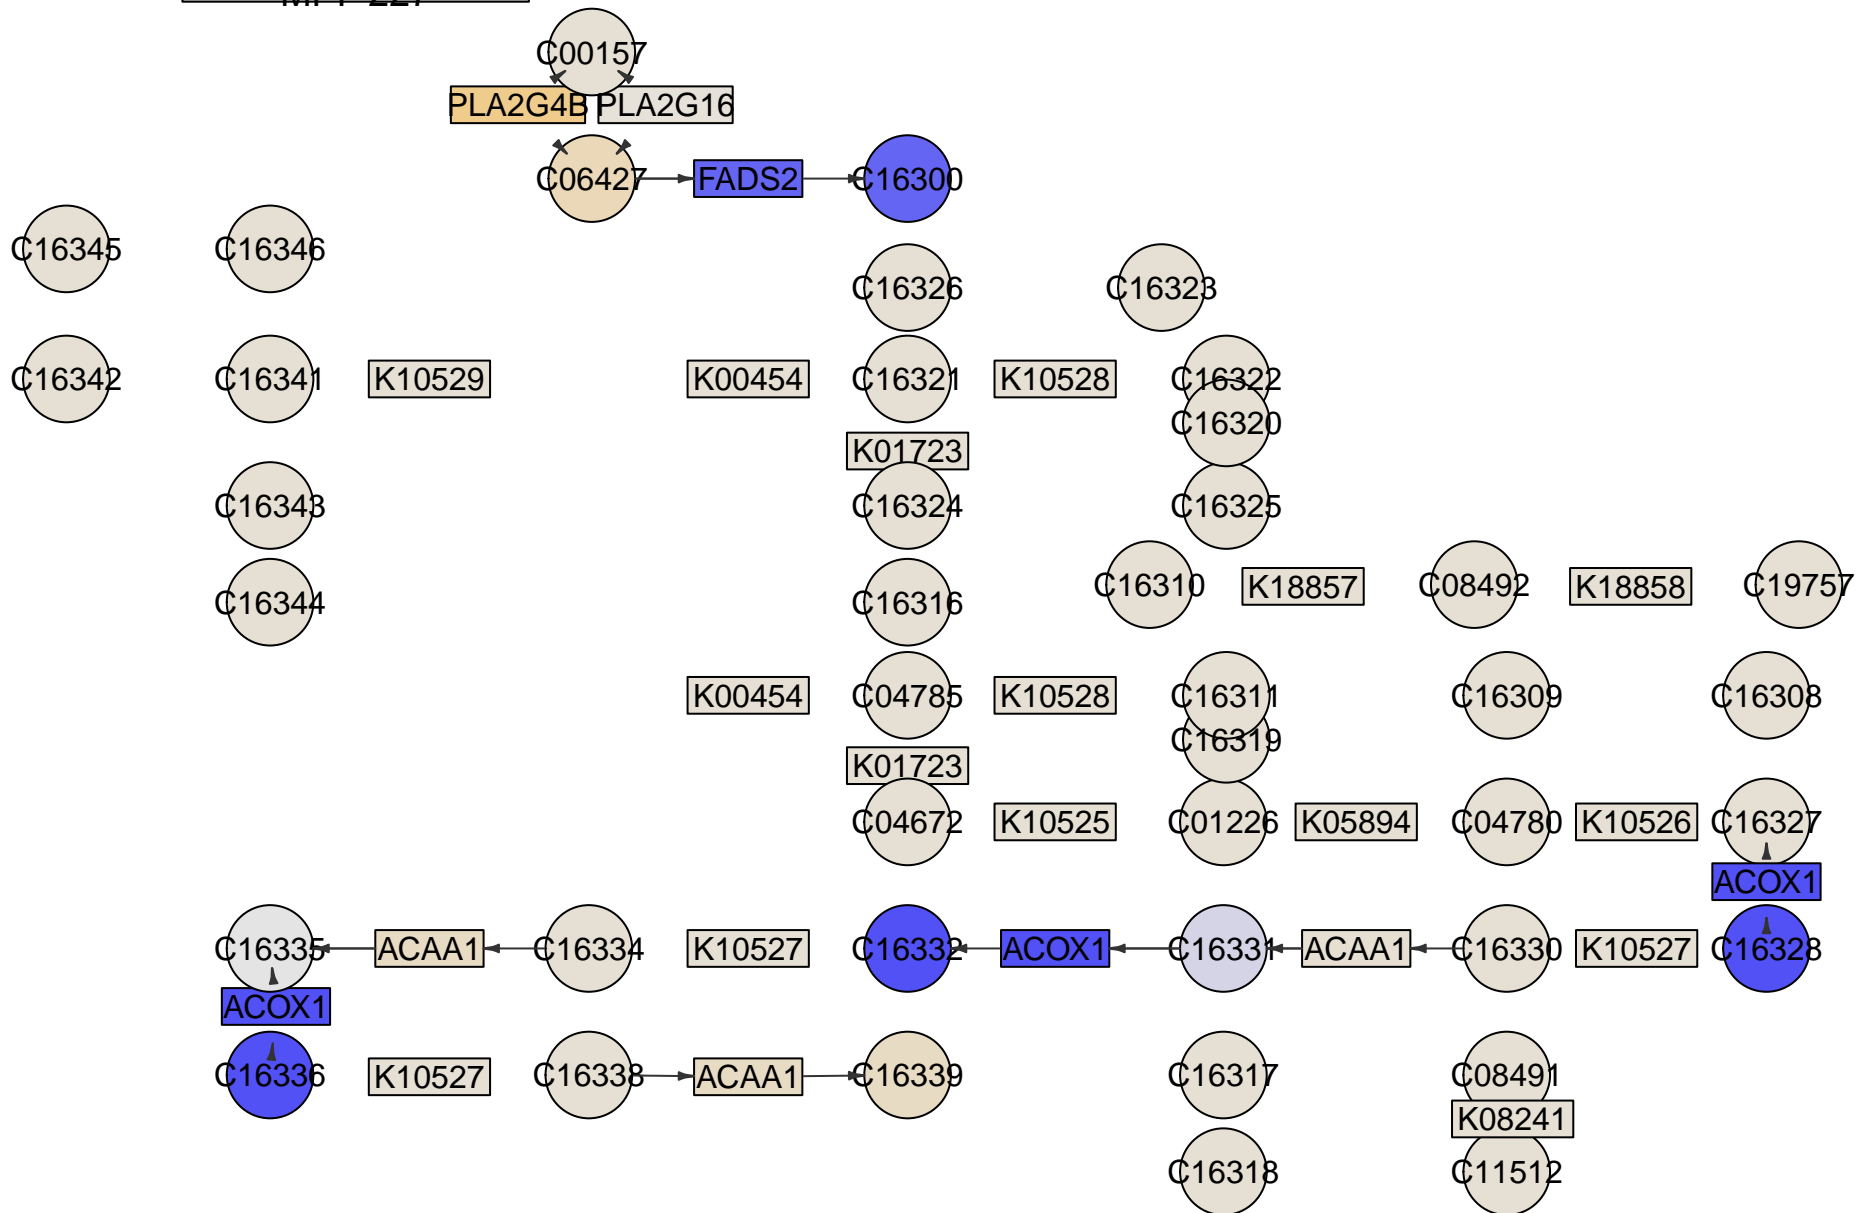 C00157
PLA2G4B PLA2G16
C06427 FADS2 C16300
C16345 C16346
C16326 C16323
C16342 C16341 K10529 K00454 C16321 K10528 C16322
C16320
K01723
C16343 C16324 C16325
C16310 K18857 C08492 K18858 C19757
C16344 C16316
K00454 C04785 K10528 C16311 C16309 C16308
C16319
K01723
C04672 K10525 C01226 K05894 C04780 K10526 C16327
ACOX1
C16335 ACAA1 C16334 K10527 C16332 ACOX1 C16331 ACAA1 C16330 K10527 C16328
ACOX1
C16336 K10527 C16338 ACAA1 C16339 C16317 C08491
K08241
C16318 C11512